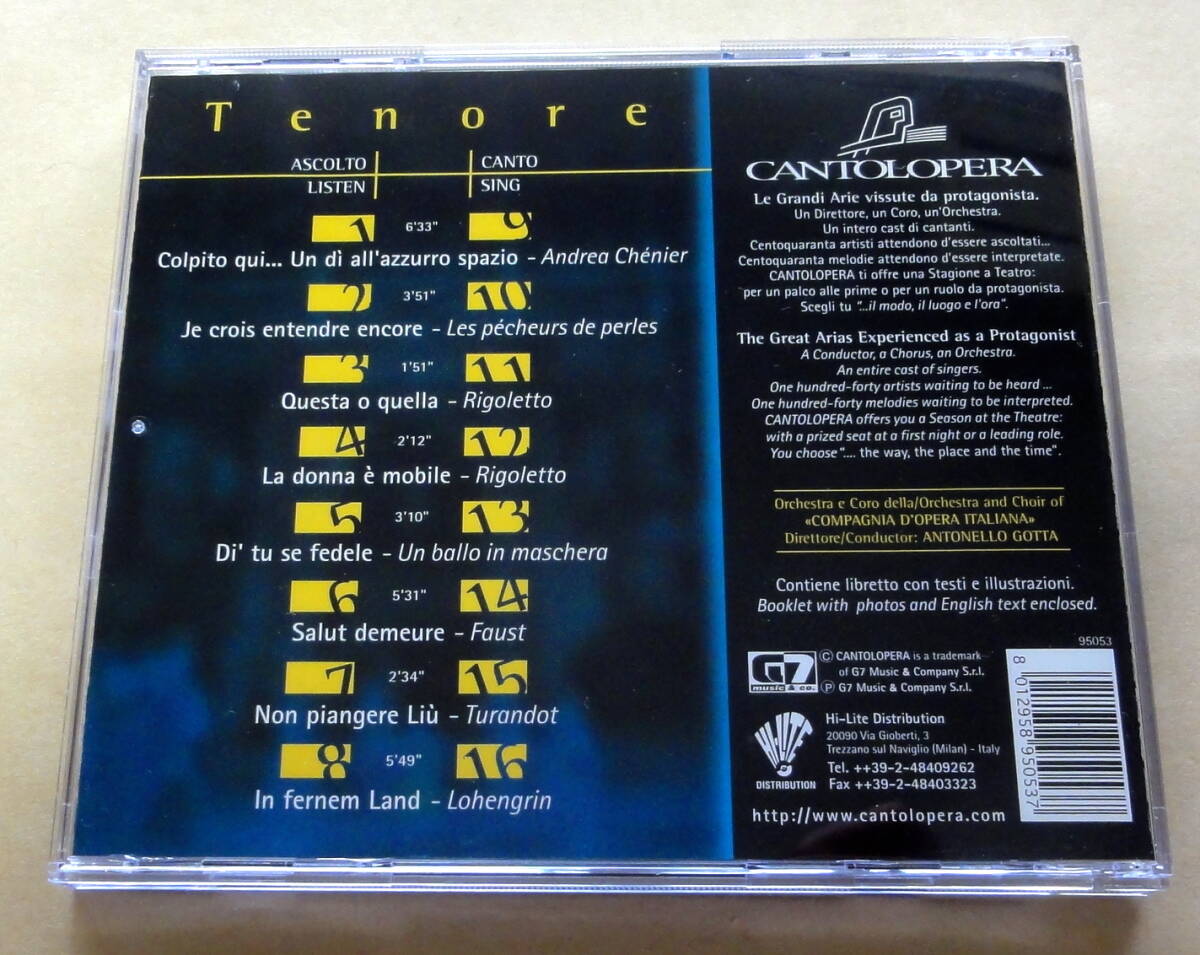 Tenore
ASCOLTO CANTO
LISTEN SING
1 6'33" 9
Colpito qui... Un dì all'azzurro spazio - Andrea Chénier
2 3'51" 10
Je crois entendre encore - Les pécheurs de perles
3 1'51" 11
Questa o quella - Rigoletto
4 2'12" 12
La donna è mobile - Rigoletto
5 3'10" 13
Di' tu se fedele - Un ballo in maschera
6 5'31" 14
Salut demeure - Faust
7 2'34" 15
Non piangere Liù - Turandot
8 5'49" 16
In fernem Land - Lohengrin
CANTOLOPERA
Le Grandi Arie vissute da protagonista.
Un Direttore, un Coro, un'Orchestra.
Un intero cast di cantanti.
Centoquaranta artisti attendono d'essere ascoltati...
Centoquaranta melodie attendono d'essere interpretate.
CANTOLOPERA ti offre una Stagione a Teatro:
per un palco alle prime o per un ruolo da protagonista.
Scegli tu "...il modo, il luogo e l'ora".
The Great Arias Experienced as a Protagonist
A Conductor, a Chorus, an Orchestra.
An entire cast of singers.
One hundred-forty artists waiting to be heard ...
One hundred-forty melodies waiting to be interpreted.
CANTOLOPERA offers you a Season at the Theatre:
with a prized seat at a first night or a leading role.
You choose ".... the way, the place and the time".
Orchestra e Coro della/Orchestra and Choir of
«COMPAGNIA D'OPERA ITALIANA»
Direttore/Conductor: ANTONELLO GOTTA
Contiene libretto con testi e illustrazioni.
Booklet with photos and English text enclosed.
95053
G7
music & co.
© CANTOLOPERA is a trademark
of G7 Music & Company S.r.l.
℗ G7 Music & Company S.r.l.
HI-LITE
DISTRIBUTION
Hi-Lite Distribution
20090 Via Gioberti, 3
Trezzano sul Naviglio (Milan) - Italy
Tel. ++39-2-48409262
Fax ++39-2-48403323
http://www.cantolopera.com
8 012958 950537